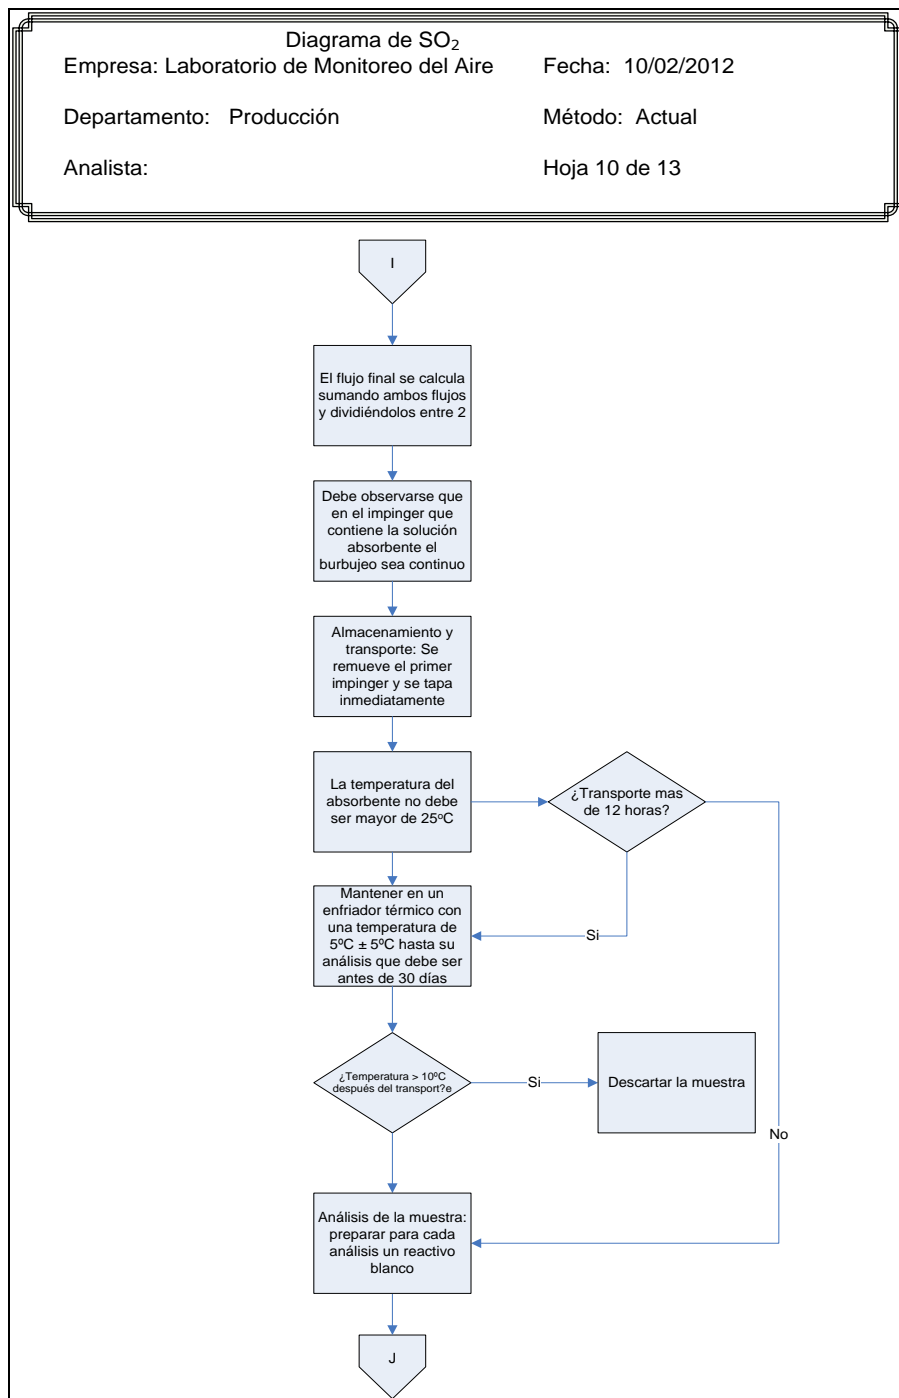 Diagrama de SO₂
Empresa: Laboratorio de Monitoreo del Aire Fecha: 10/02/2012
Departamento: Producción Método: Actual
Analista: Hoja 10 de 13
I
El flujo final se calcula
sumando ambos flujos
y dividiéndolos entre 2
Debe observarse que
en el impinger que
contiene la solución
absorbente el
burbujeo sea continuo
Almacenamiento y
transporte: Se
remueve el primer
impinger y se tapa
inmediatamente
La temperatura del
absorbente no debe
ser mayor de 25ºC
¿Transporte mas
de 12 horas?
Mantener en un
enfriador térmico con
una temperatura de
5ºC ± 5ºC hasta su
análisis que debe ser
antes de 30 días
Si
¿Temperatura > 10ºC
después del transport?e
Si
Descartar la muestra
No
Análisis de la muestra:
preparar para cada
análisis un reactivo
blanco
J